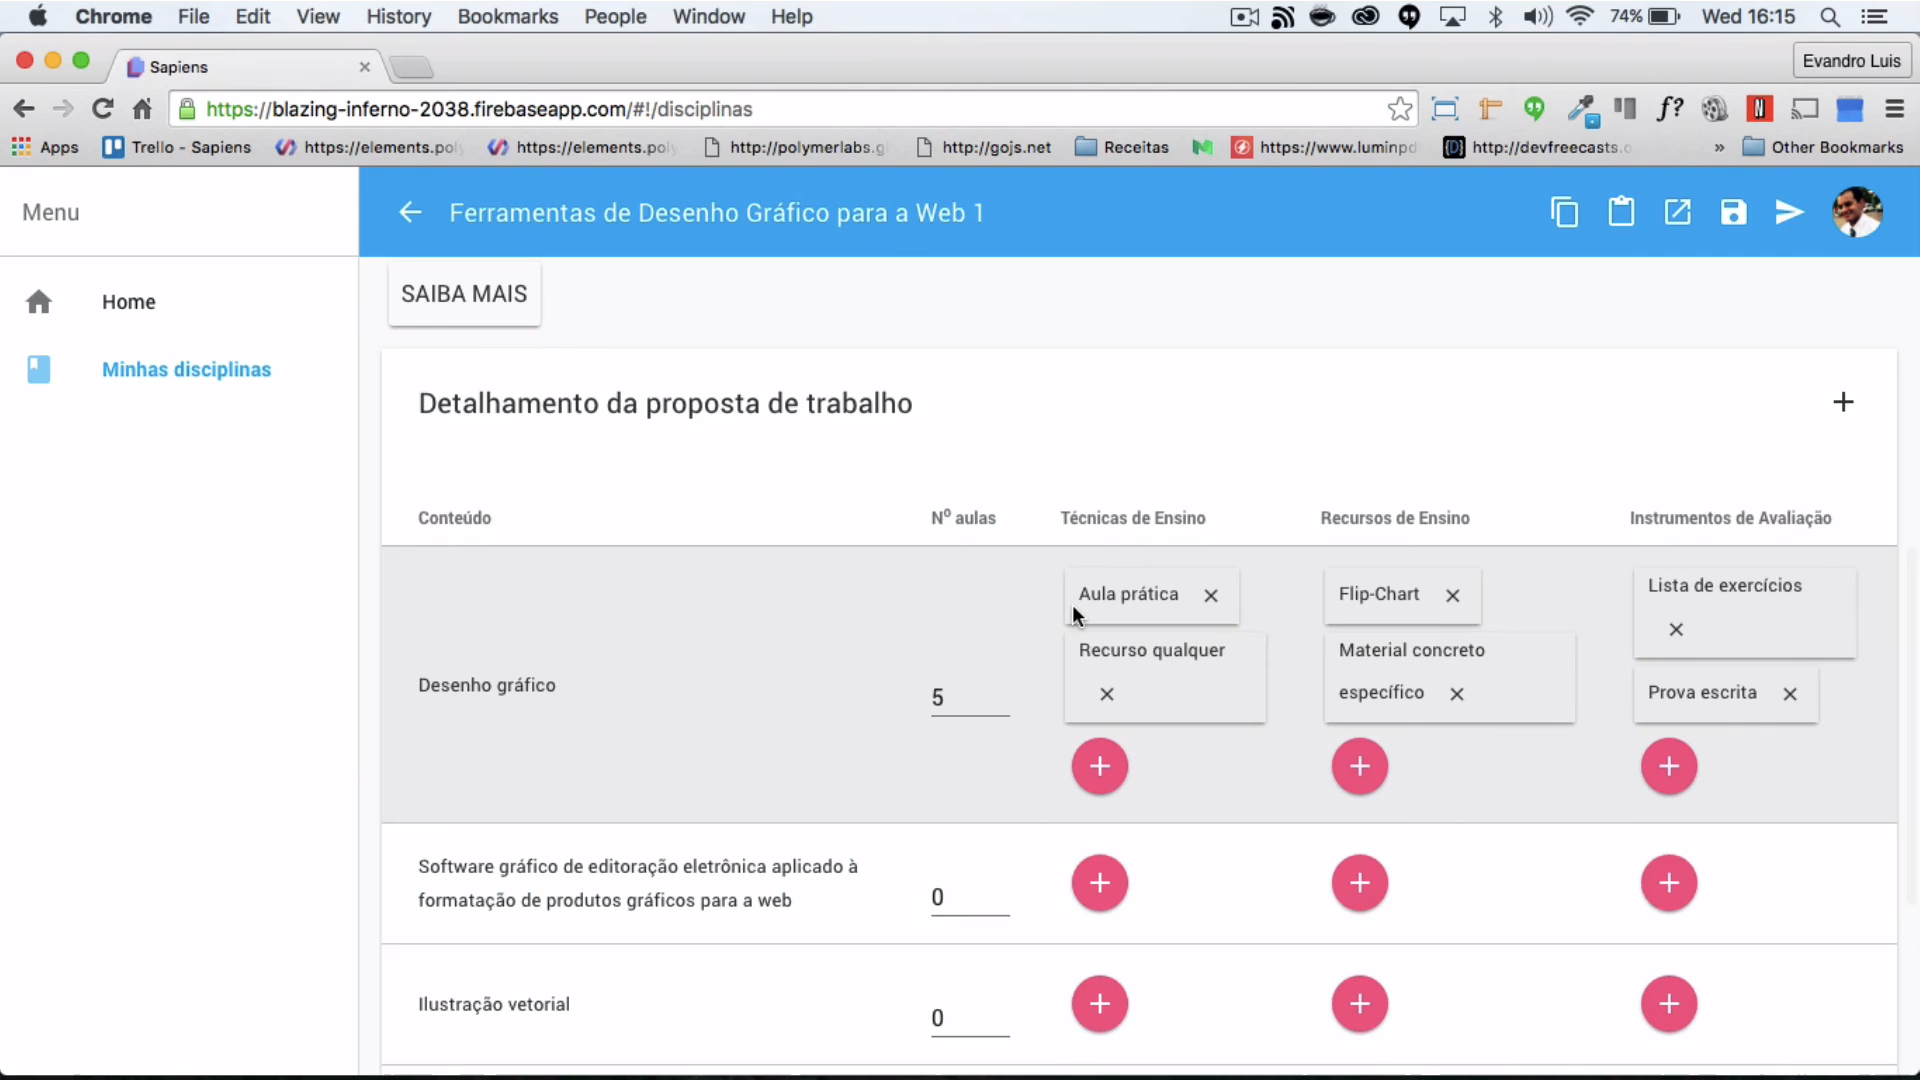 Chrome File Edit View History Bookmarks People Window Help 74% Wed 16:15
Sapiens Evandro Luis
https://blazing-inferno-2038.firebaseapp.com/#!/disciplinas f?
Apps Trello - Sapiens https://elements.pol https://elements.pol http://polymerlabs.g http://gojs.net Receitas https://www.luminpd http://devfreecasts.c » Other Bookmarks
Menu
Ferramentas de Desenho Gráfico para a Web 1
Home
Minhas disciplinas
SAIBA MAIS
Detalhamento da proposta de trabalho
Conteúdo Nº aulas Técnicas de Ensino Recursos de Ensino Instrumentos de Avaliação
Desenho gráfico
5
Aula prática
Recurso qualquer
Flip-Chart
Material concreto
específico
Lista de exercícios
Prova escrita
Software gráfico de editoração eletrônica aplicado à
formatação de produtos gráficos para a web
0
Ilustração vetorial
0